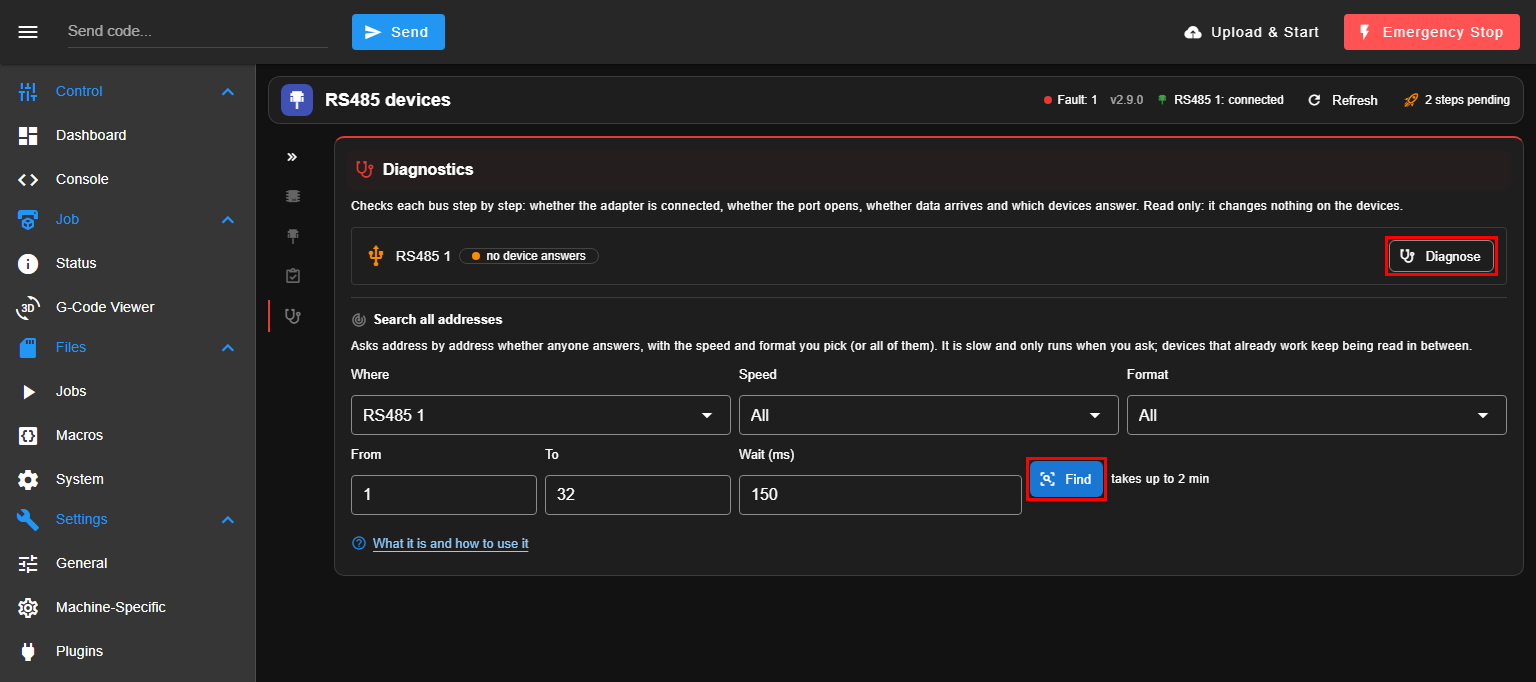 Send code...
Send
Upload & Start
Emergency Stop
Control
Dashboard
Console
Job
Status
3D
G-Code Viewer
Files
Jobs
Macros
System
Settings
General
Machine-Specific
Plugins
RS485 devices
Fault: 1
v2.9.0
RS485 1: connected
Refresh
2 steps pending
Diagnostics
Checks each bus step by step: whether the adapter is connected, whether the port opens, whether data arrives and which devices answer. Read only: it changes nothing on the devices.
RS485 1
no device answers
Diagnose
Search all addresses
Asks address by address whether anyone answers, with the speed and format you pick (or all of them). It is slow and only runs when you ask; devices that already work keep being read in between.
Where
Speed
Format
RS485 1
All
All
From
To
Wait (ms)
1
32
150
Find
takes up to 2 min
What it is and how to use it